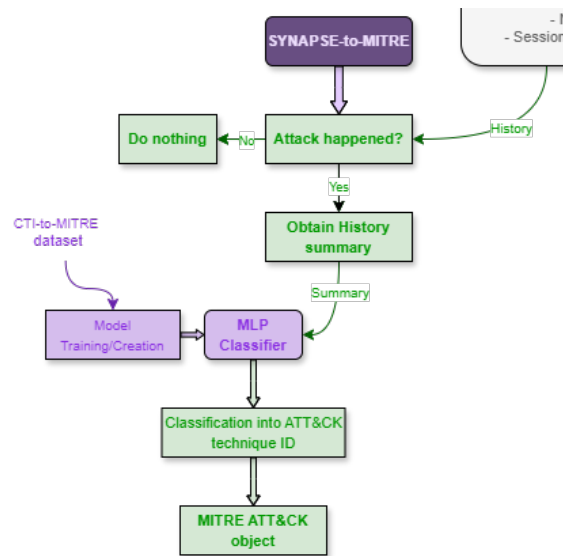 SYNAPSE-to-MITRE
- Session
Do nothing
No
Attack happened?
History
Yes
Obtain History
summary
CTI-to-MITRE
dataset
Summary
Model
Training/Creation
MLP
Classifier
Classification into ATT&CK
technique ID
MITRE ATT&CK
object